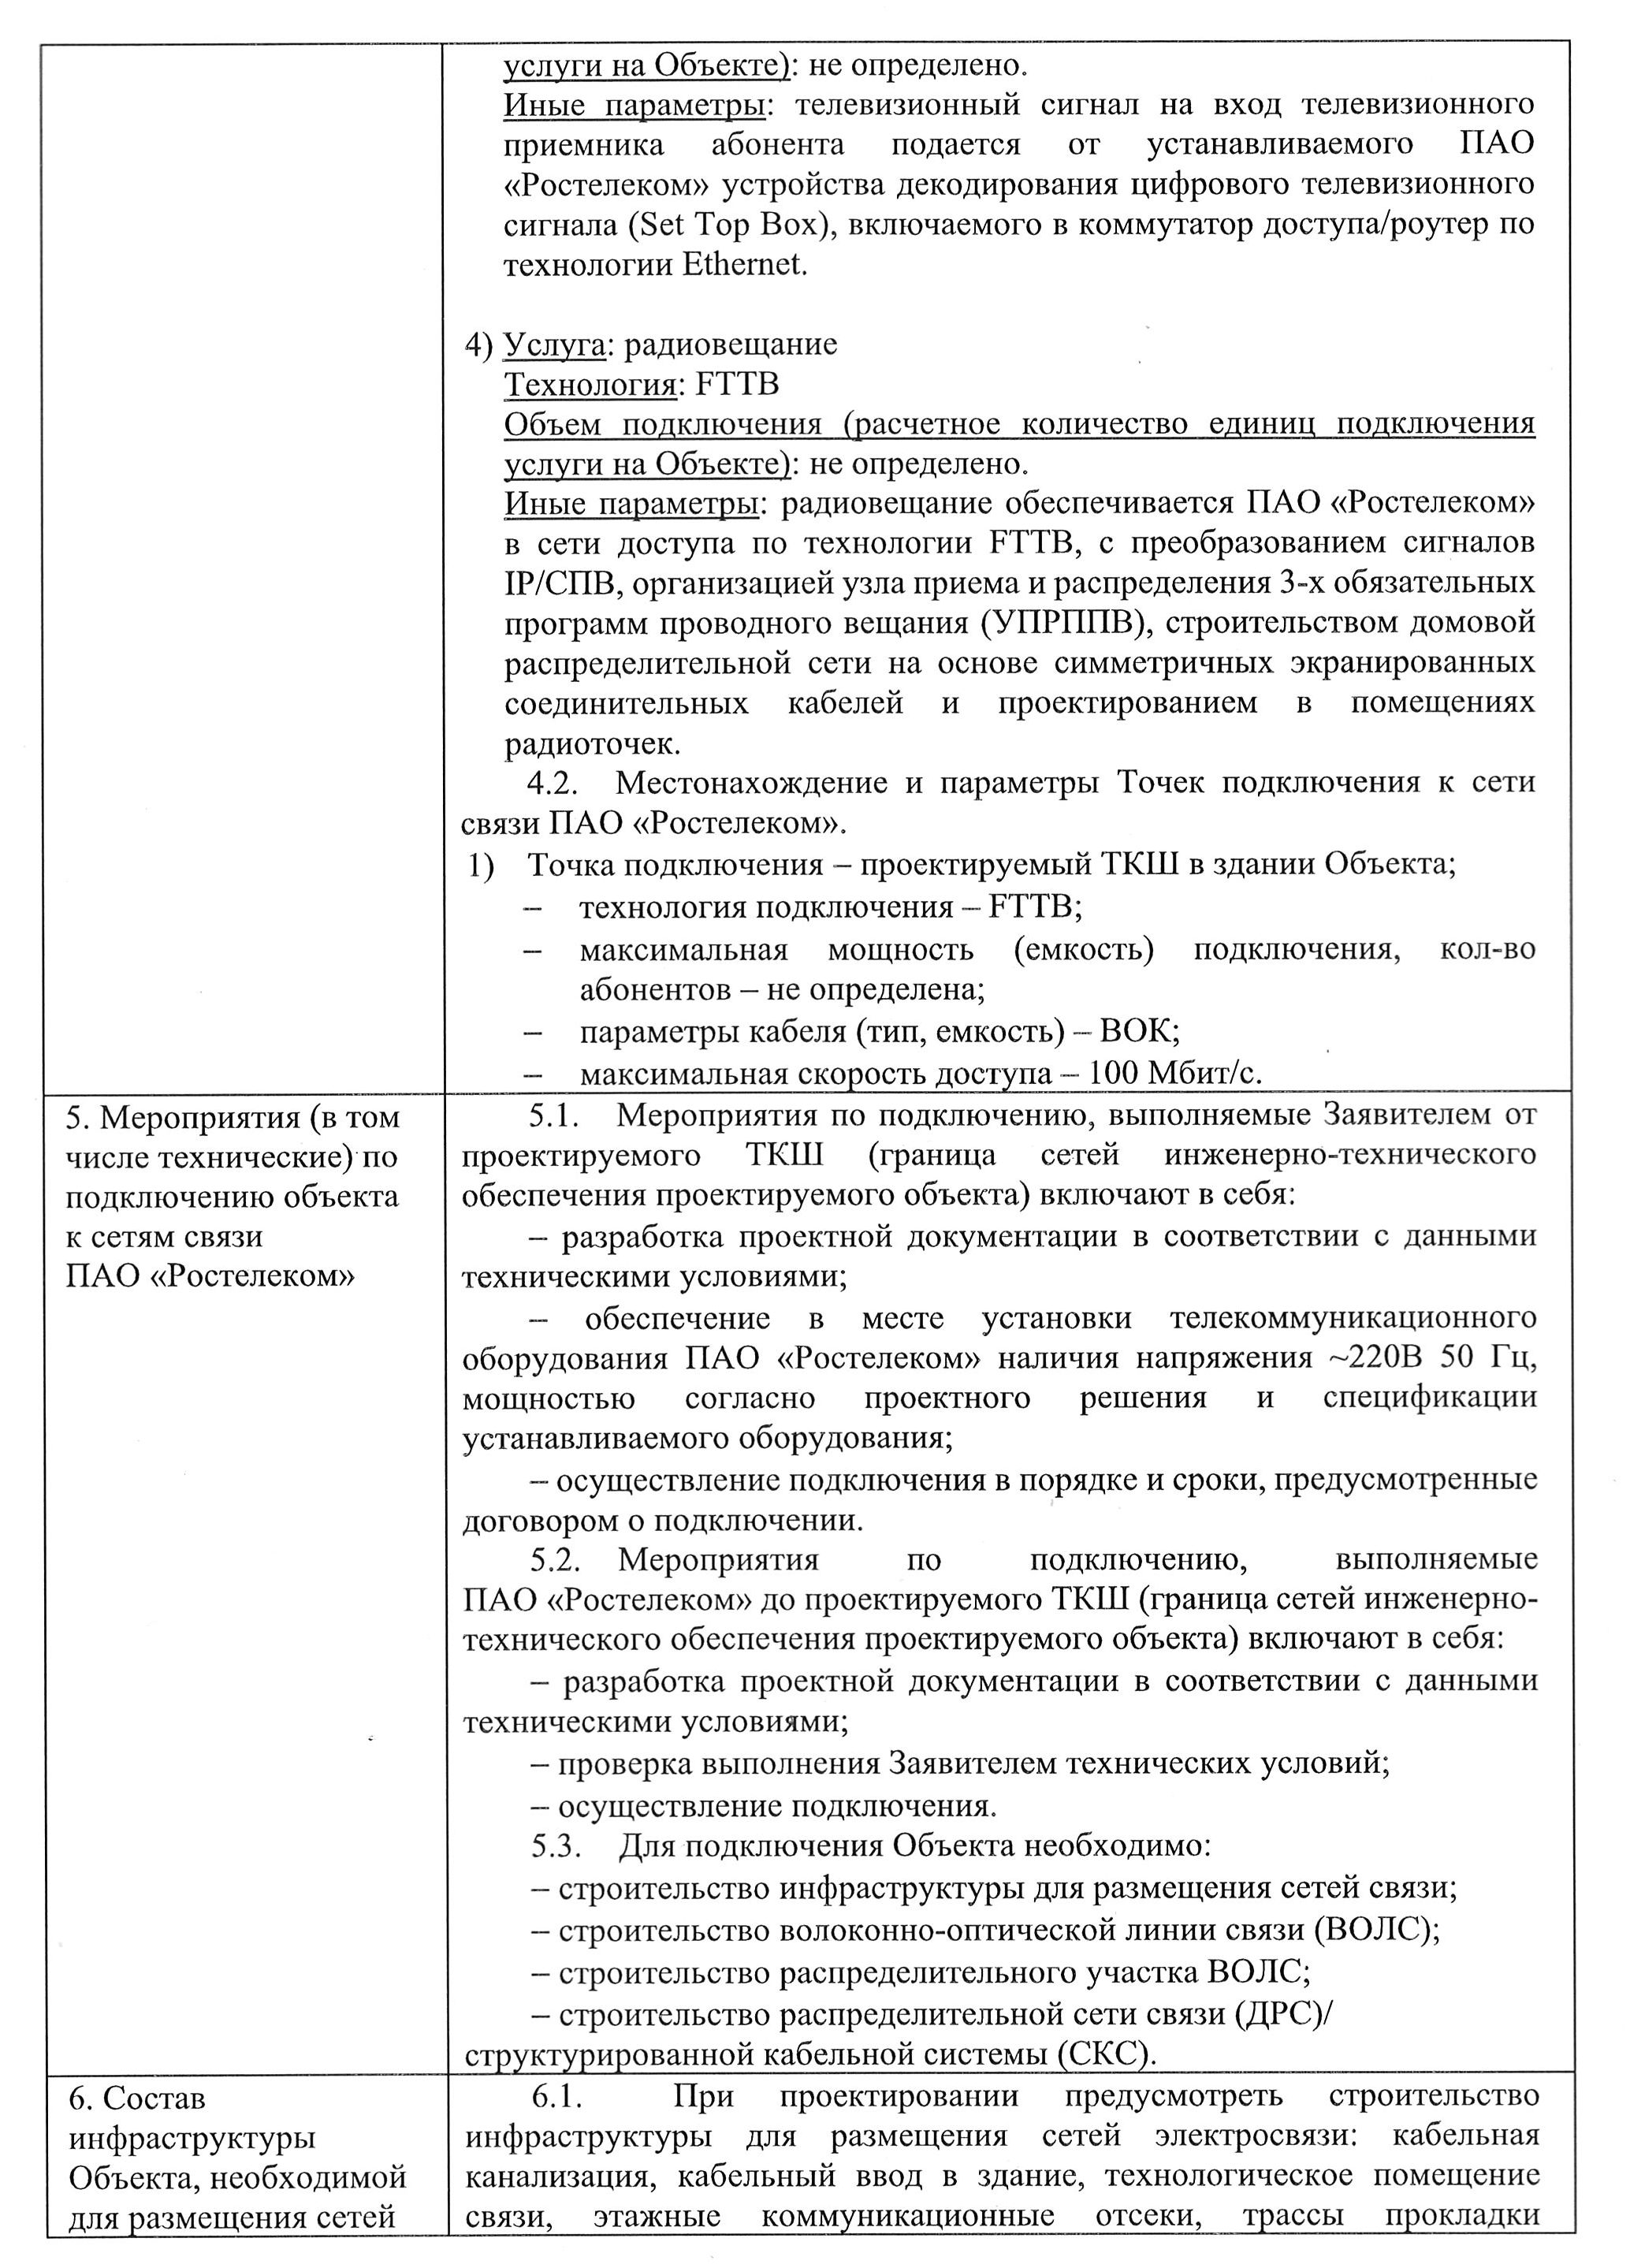 услуги на Объекте): не определено.
Иные параметры: телевизионный сигнал на вход телевизионного
приемника абонента подается от устанавливаемого ПАО
«Ростелеком» устройства декодирования цифрового телевизионного
сигнала (Set Top Box), включаемого в коммутатор доступа/роутер по
технологии Ethernet.
4) Услуга: радиовещание
Технология: FTTB
Объем подключения (расчетное количество единиц подключения
услуги на Объекте): не определено.
Иные параметры: радиовещание обеспечивается ПАО «Ростелеком»
в сети доступа по технологии FTTB, с преобразованием сигналов
IP/СПВ, организацией узла приема и распределения 3-х обязательных
программ проводного вещания (УПРППВ), строительством домовой
распределительной сети на основе симметричных экранированных
соединительных кабелей и проектированием в помещениях
радиоточек.
4.2. Местонахождение и параметры Точек подключения к сети
связи ПАО «Ростелеком».
1) Точка подключения – проектируемый ТКШ в здании Объекта;
– технология подключения – FTTB;
– максимальная мощность (емкость) подключения, кол-во
абонентов – не определена;
– параметры кабеля (тип, емкость) – ВОК;
– максимальная скорость доступа – 100 Мбит/с.
5. Мероприятия (в том
числе технические) по
подключению объекта
к сетям связи
ПАО «Ростелеком»
5.1. Мероприятия по подключению, выполняемые Заявителем от
проектируемого ТКШ (граница сетей инженерно-технического
обеспечения проектируемого объекта) включают в себя:
– разработка проектной документации в соответствии с данными
техническими условиями;
– обеспечение в месте установки телекоммуникационного
оборудования ПАО «Ростелеком» наличия напряжения ~220В 50 Гц,
мощностью согласно проектного решения и спецификации
устанавливаемого оборудования;
– осуществление подключения в порядке и сроки, предусмотренные
договором о подключении.
5.2. Мероприятия по подключению, выполняемые
ПАО «Ростелеком» до проектируемого ТКШ (граница сетей инженерно-
технического обеспечения проектируемого объекта) включают в себя:
– разработка проектной документации в соответствии с данными
техническими условиями;
– проверка выполнения Заявителем технических условий;
– осуществление подключения.
5.3. Для подключения Объекта необходимо:
– строительство инфраструктуры для размещения сетей связи;
– строительство волоконно-оптической линии связи (ВОЛС);
– строительство распределительного участка ВОЛС;
– строительство распределительной сети связи (ДРС)/
структурированной кабельной системы (СКС).
6. Состав
инфраструктуры
Объекта, необходимой
для размещения сетей
6.1. При проектировании предусмотреть строительство
инфраструктуры для размещения сетей электросвязи: кабельная
канализация, кабельный ввод в здание, технологическое помещение
связи, этажные коммуникационные отсеки, трассы прокладки